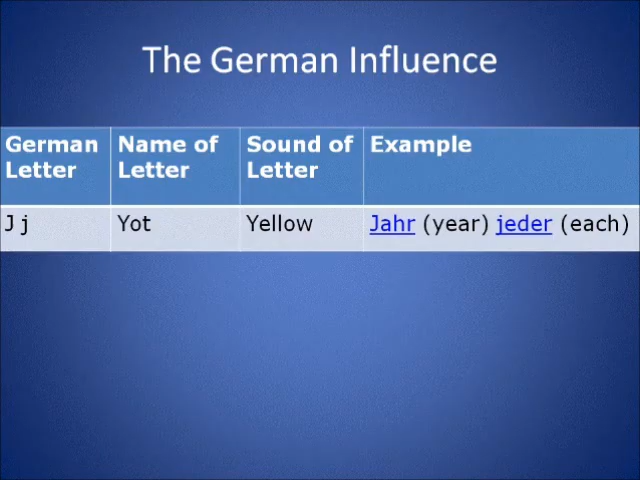 The German Influence
German Letter Name of Letter Sound of Letter Example
J j Yot Yellow Jahr (year) jeder (each)